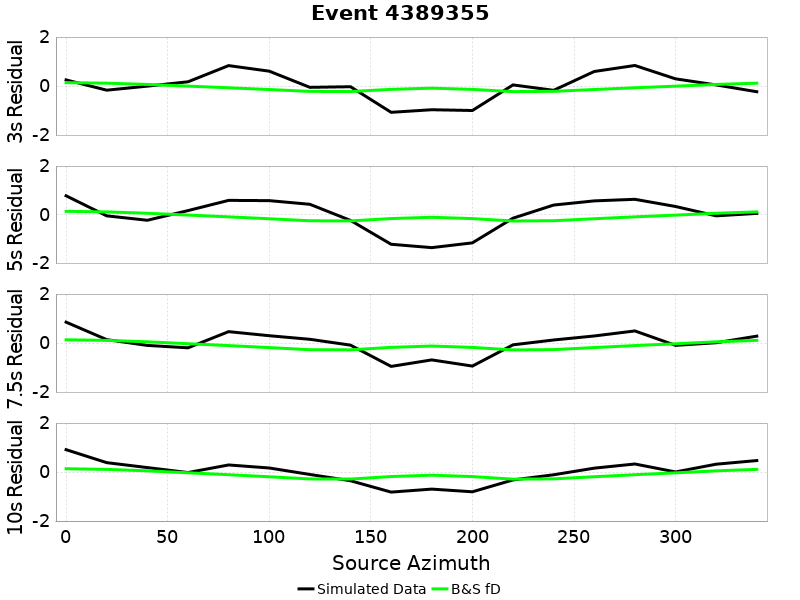 Event 4389355
3s Residual
2
0
-2
5s Residual
2
0
-2
7.5s Residual
2
0
-2
10s Residual
2
0
-2
0 50 100 150 200 250 300
Source Azimuth
Simulated Data B&S fD